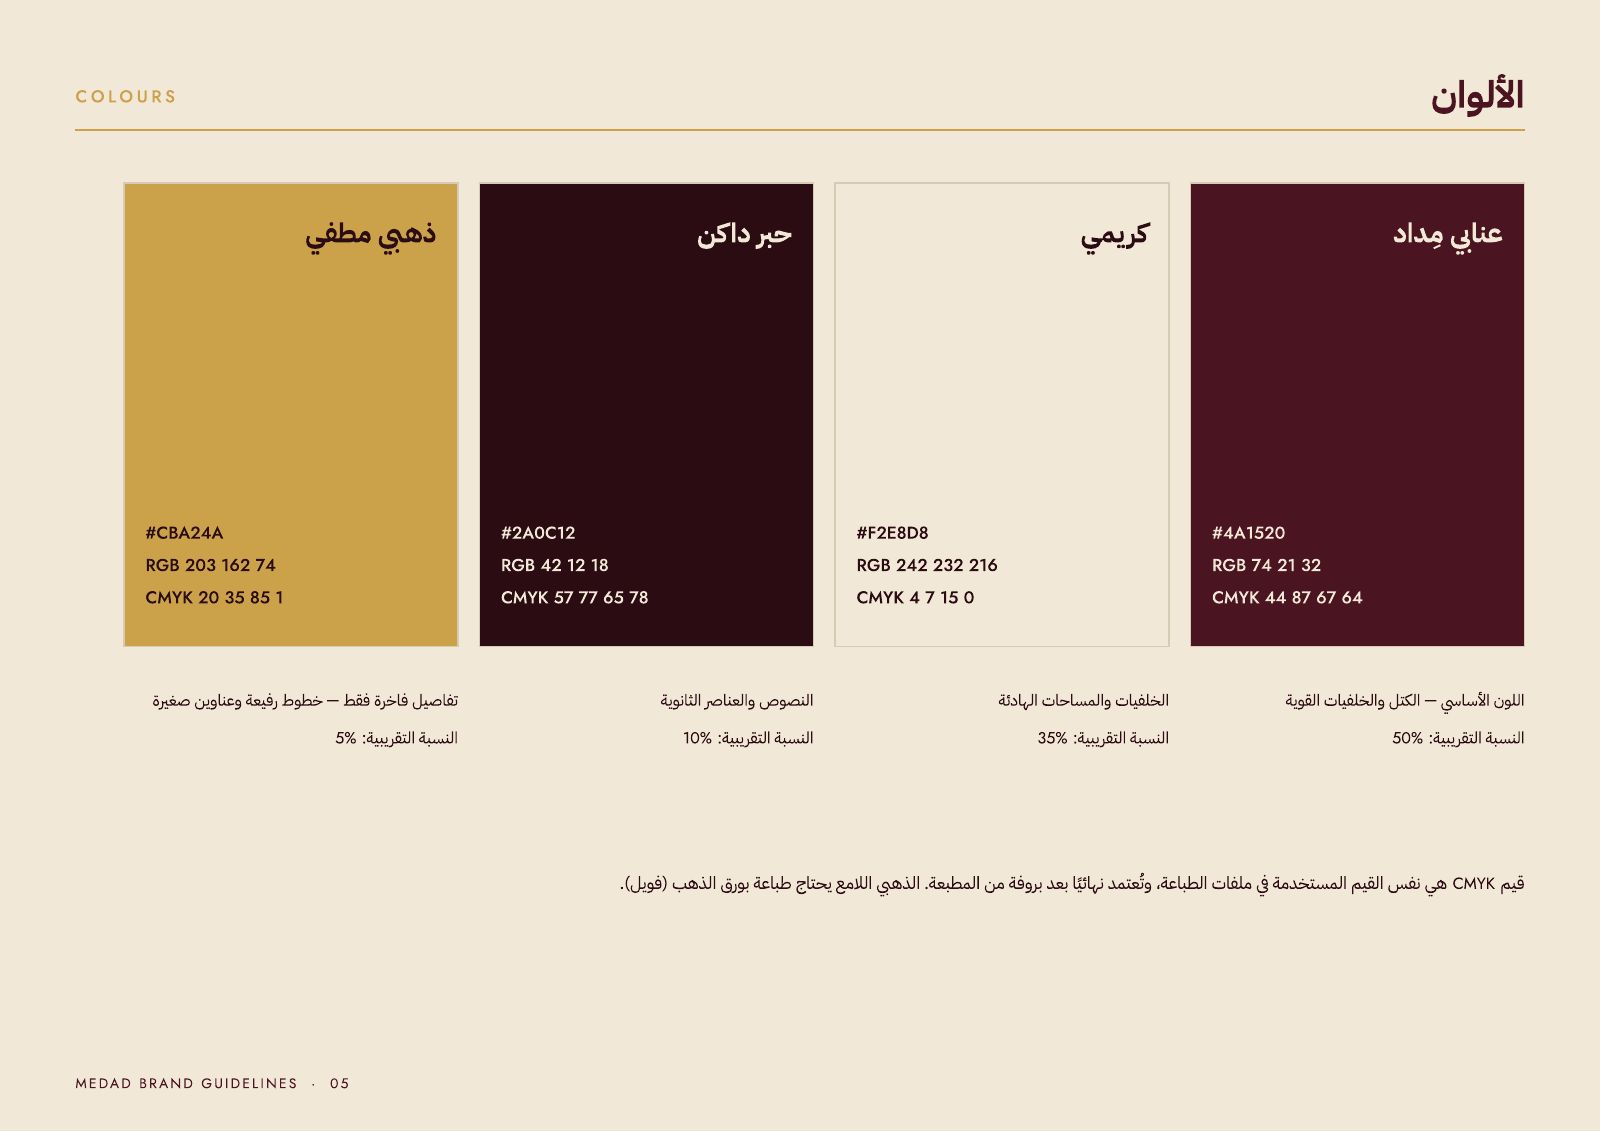 الألوان
COLOURS
عنابي مِداد
#4A1520
RGB 74 21 32
CMYK 44 87 67 64
اللون الأساسي — الكتل والخلفيات القوية
النسبة التقريبية: 50%
كريمي
#F2E8D8
RGB 242 232 216
CMYK 4 7 15 0
الخلفيات والمساحات الهادئة
النسبة التقريبية: 35%
حبر داكن
#2A0C12
RGB 42 12 18
CMYK 57 77 65 78
النصوص والعناصر الثانوية
النسبة التقريبية: 10%
ذهبي مطفي
#CBA24A
RGB 203 162 74
CMYK 20 35 85 1
تفاصيل فاخرة فقط — خطوط رفيعة وعناوين صغيرة
النسبة التقريبية: 5%
قيم CMYK هي نفس القيم المستخدمة في ملفات الطباعة، وتُعتمد نهائيًا بعد بروفة من المطبعة. الذهبي اللامع يحتاج طباعة بورق الذهب (فويل).
MEDAD BRAND GUIDELINES · 05